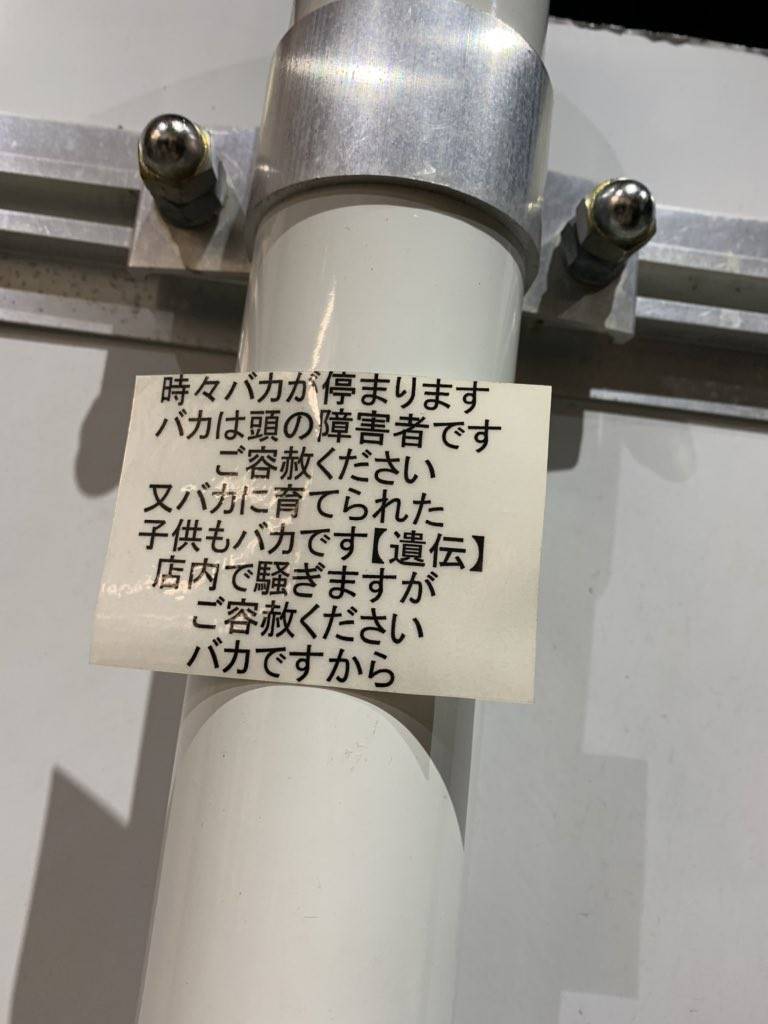 時々バカが停まります
バカは頭の障害者です
ご容赦ください
又バカに育てられた
子供もバカです【遺伝】
店内で騒ぎますが
ご容赦ください
バカですから